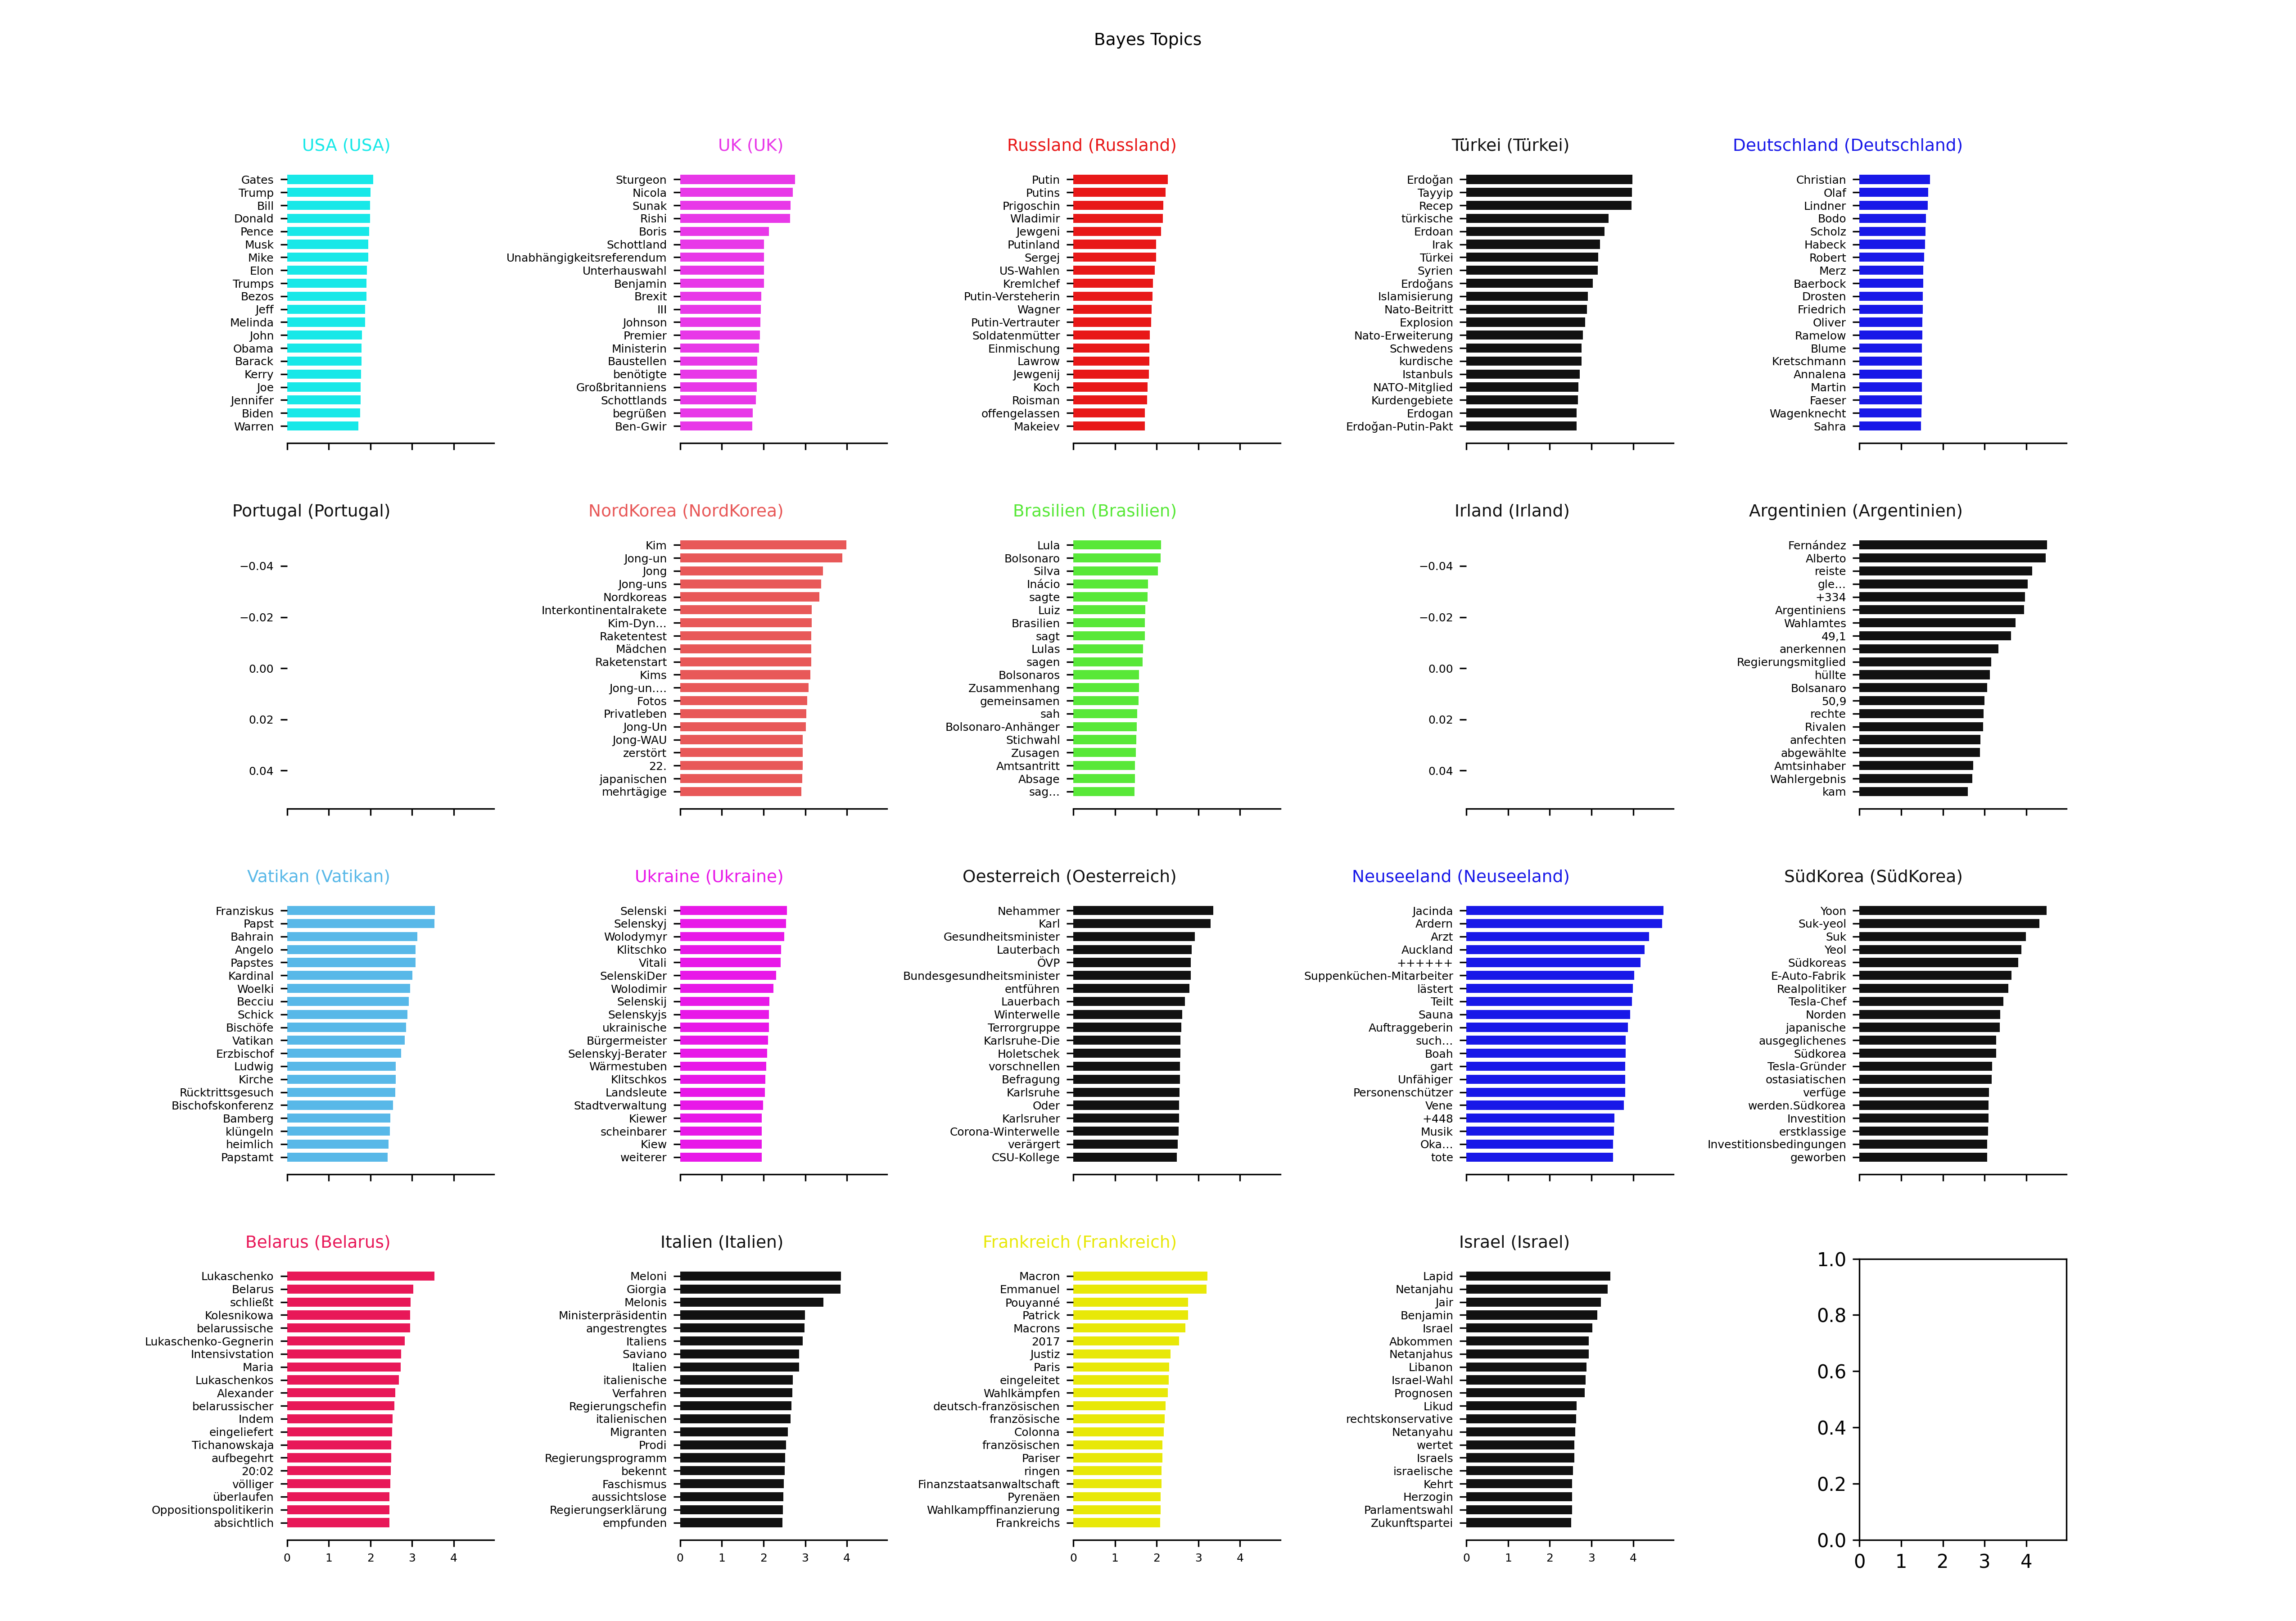 Bayes Topics
USA (USA)
Gates
Trump
Bill
Donald
Pence
Musk
Mike
Elon
Trumps
Bezos
Jeff
Melinda
John
Obama
Barack
Kerry
Joe
Jennifer
Biden
Warren
UK (UK)
Sturgeon
Nicola
Sunak
Rishi
Boris
Schottland
Unabhängigkeitsreferendum
Unterhauswahl
Benjamin
Brexit
III
Johnson
Premier
Ministerin
Baustellen
benötigte
Großbritanniens
Schottlands
begrüßen
Ben-Gwir
Russland (Russland)
Putin
Putins
Prigoschin
Wladimir
Jewgeni
Putinland
Sergej
US-Wahlen
Kremlchef
Putin-Versteherin
Wagner
Putin-Vertrauter
Soldatenmütter
Einmischung
Lawrow
Jewgenij
Koch
Roisman
offengelassen
Makeiev
Türkei (Türkei)
Erdoğan
Tayyip
Recep
türkische
Erdoan
Irak
Türkei
Syrien
Erdoğans
Islamisierung
Nato-Beitritt
Explosion
Nato-Erweiterung
Schwedens
kurdische
Istanbuls
NATO-Mitglied
Kurdengebiete
Erdogan
Erdoğan-Putin-Pakt
Deutschland (Deutschland)
Christian
Olaf
Lindner
Bodo
Scholz
Habeck
Robert
Merz
Baerbock
Drosten
Friedrich
Oliver
Ramelow
Blume
Kretschmann
Annalena
Martin
Faeser
Wagenknecht
Sahra
Portugal (Portugal)
−0.04
−0.02
0.00
0.02
0.04
NordKorea (NordKorea)
Kim
Jong-un
Jong
Jong-uns
Nordkoreas
Interkontinentalrakete
Kim-Dyn…
Raketentest
Mädchen
Raketenstart
Kims
Jong-un.…
Fotos
Privatleben
Jong-Un
Jong-WAU
zerstört
22.
japanischen
mehrtägige
Brasilien (Brasilien)
Lula
Bolsonaro
Silva
Inácio
sagte
Luiz
Brasilien
sagt
Lulas
sagen
Bolsonaros
Zusammenhang
gemeinsamen
sah
Bolsonaro-Anhänger
Stichwahl
Zusagen
Amtsantritt
Absage
sag…
Irland (Irland)
−0.04
−0.02
0.00
0.02
0.04
Argentinien (Argentinien)
Fernández
Alberto
reiste
gle…
+334
Argentiniens
Wahlamtes
49,1
anerkennen
Regierungsmitglied
hüllte
Bolsanaro
50,9
rechte
Rivalen
anfechten
abgewählte
Amtsinhaber
Wahlergebnis
kam
Vatikan (Vatikan)
Franziskus
Papst
Bahrain
Angelo
Papstes
Kardinal
Woelki
Becciu
Schick
Bischöfe
Vatikan
Erzbischof
Ludwig
Kirche
Rücktrittsgesuch
Bischofskonferenz
Bamberg
klüngeln
heimlich
Papstamt
Ukraine (Ukraine)
Selenski
Selenskyj
Wolodymyr
Klitschko
Vitali
SelenskiDer
Wolodimir
Selenskij
Selenskyjs
ukrainische
Bürgermeister
Selenskyj-Berater
Wärmestuben
Klitschkos
Landsleute
Stadtverwaltung
Kiewer
scheinbarer
Kiew
weiterer
Oesterreich (Oesterreich)
Nehammer
Karl
Gesundheitsminister
Lauterbach
ÖVP
Bundesgesundheitsminister
entführen
Lauerbach
Winterwelle
Terrorgruppe
Karlsruhe-Die
Holetschek
vorschnellen
Befragung
Karlsruhe
Oder
Karlsruher
Corona-Winterwelle
verärgert
CSU-Kollege
Neuseeland (Neuseeland)
Jacinda
Ardern
Arzt
Auckland
++++++
Suppenküchen-Mitarbeiter
lästert
Teilt
Sauna
Auftraggeberin
such…
Boah
gart
Unfähiger
Personenschützer
Vene
+448
Musik
Oka…
tote
SüdKorea (SüdKorea)
Yoon
Suk-yeol
Suk
Yeol
Südkoreas
E-Auto-Fabrik
Realpolitiker
Tesla-Chef
Norden
japanische
ausgeglichenes
Südkorea
Tesla-Gründer
ostasiatischen
verfüge
werden.Südkorea
Investition
erstklassige
Investitionsbedingungen
geworben
Belarus (Belarus)
Lukaschenko
Belarus
schließt
Kolesnikowa
belarussische
Lukaschenko-Gegnerin
Intensivstation
Maria
Lukaschenkos
Alexander
belarussischer
Indem
eingeliefert
Tichanowskaja
aufbegehrt
20:02
völliger
überlaufen
Oppositionspolitikerin
absichtlich
0 1 2 3 4
Italien (Italien)
Meloni
Giorgia
Melonis
Ministerpräsidentin
angestrengtes
Italiens
Saviano
Italien
italienische
Verfahren
Regierungschefin
italienischen
Migranten
Prodi
Regierungsprogramm
bekennt
Faschismus
aussichtslose
Regierungserklärung
empfunden
0 1 2 3 4
Frankreich (Frankreich)
Macron
Emmanuel
Pouyanné
Patrick
Macrons
2017
Justiz
Paris
eingeleitet
Wahlkämpfen
deutsch-französischen
französische
Colonna
französischen
Pariser
ringen
Finanzstaatsanwaltschaft
Pyrenäen
Wahlkampffinanzierung
Frankreichs
0 1 2 3 4
Israel (Israel)
Lapid
Netanjahu
Jair
Benjamin
Israel
Abkommen
Netanjahus
Libanon
Israel-Wahl
Prognosen
Likud
rechtskonservative
Netanyahu
wertet
Israels
israelische
Kehrt
Herzogin
Parlamentswahl
Zukunftspartei
0 1 2 3 4
1.0
0.8
0.6
0.4
0.2
0.0
0 1 2 3 4